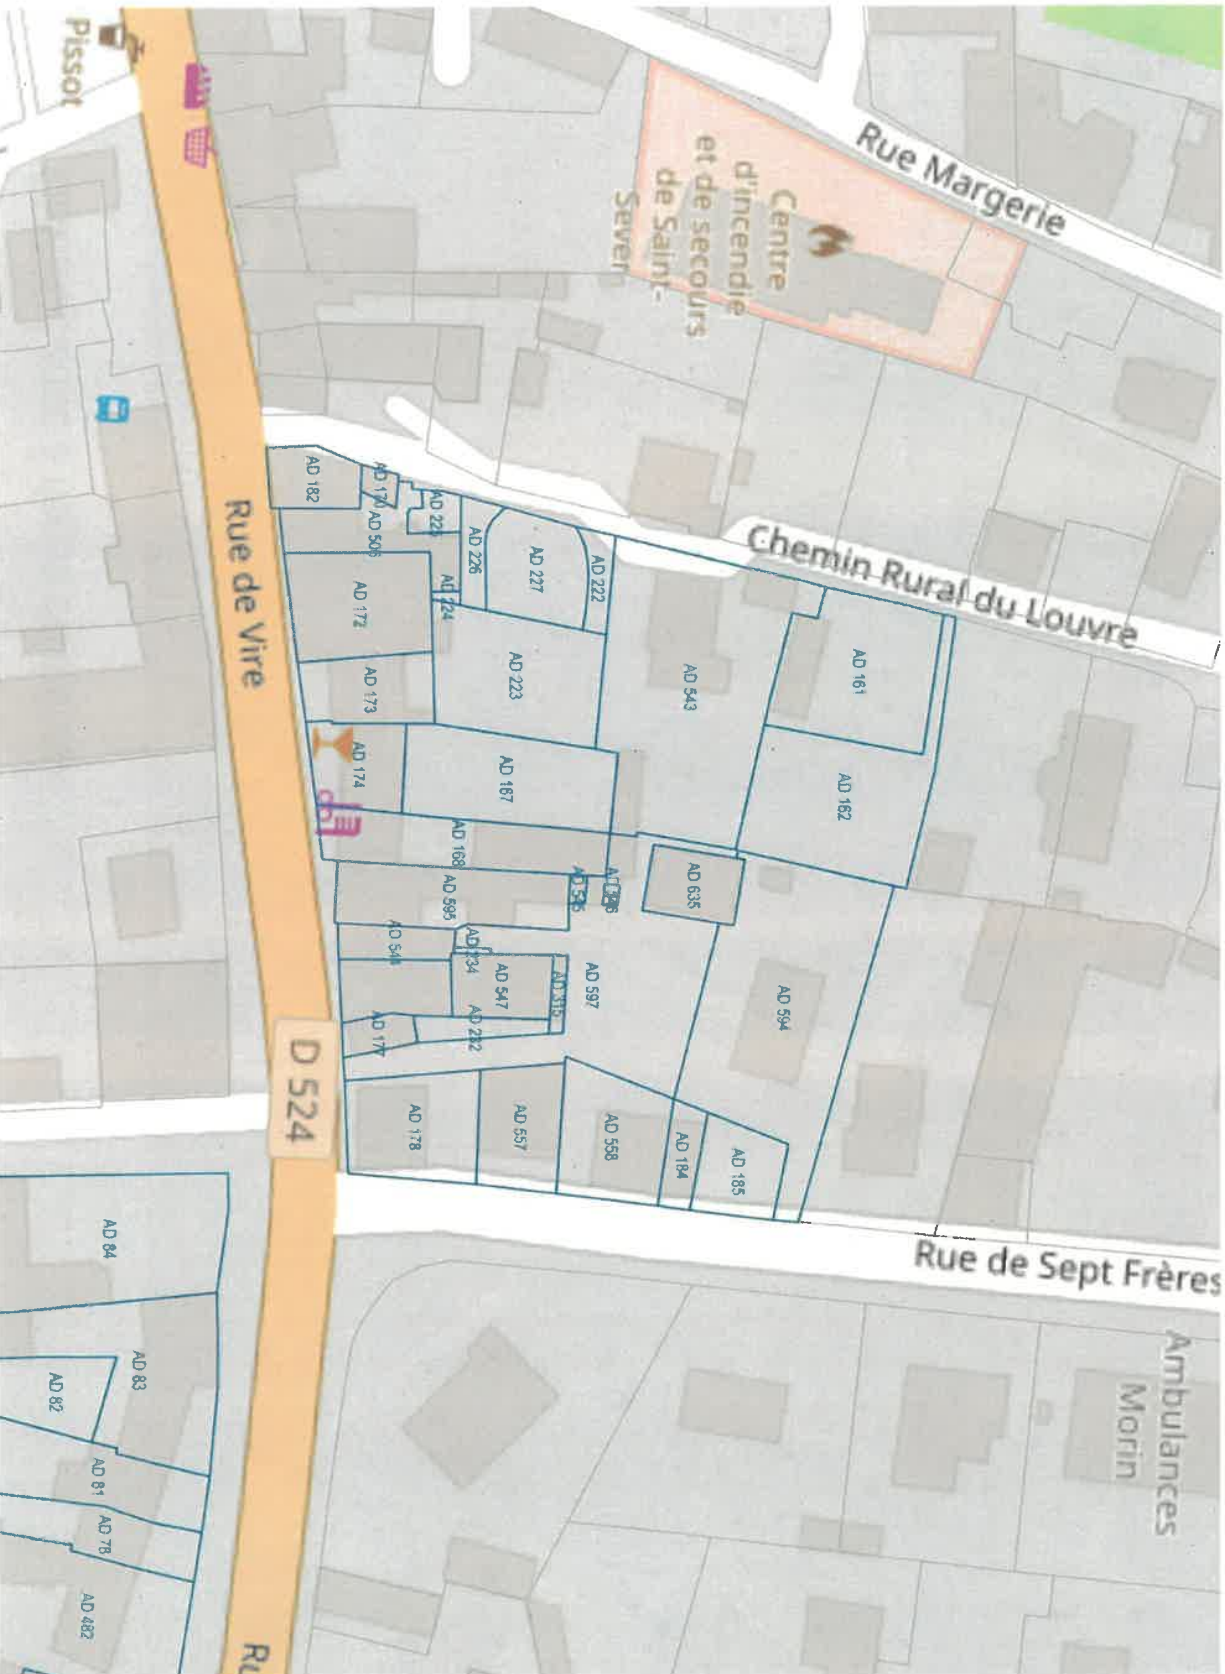 Rue Margerie
Centre
d'incendie
et de secours
de Saint-
Sever
Pissot
Chemin Rural du Louvre
Rue de Vire
D 524
Rue de Sept Frères
Ambulances
Morin
AD 182
AD 506
AD 225
AD 226
AD 227
AD 222
AD 224
AD 172
AD 173
AD 223
AD 543
AD 161
AD 162
AD 174
AD 167
AD 168
AD 595
AD 635
AD 597
AD 594
AD 547
AD 315
AD 232
AD 177
AD 178
AD 557
AD 558
AD 184
AD 185
AD 84
AD 83
AD 82
AD 81
AD 78
AD 482